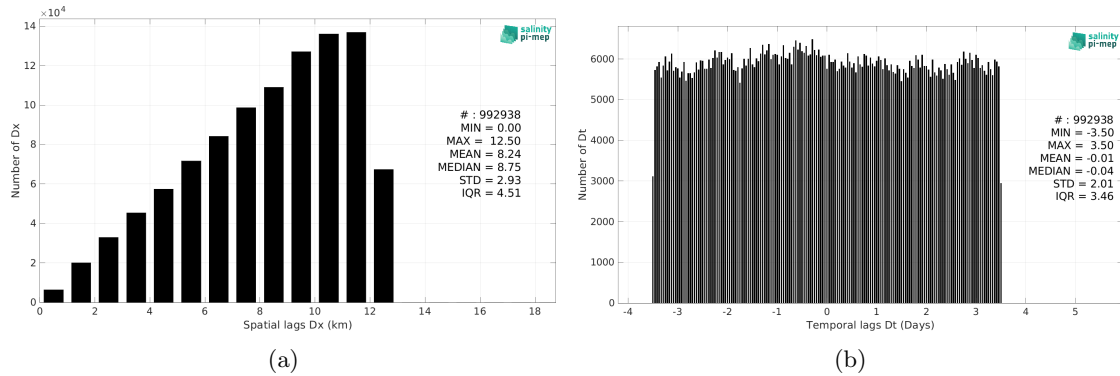 ×10⁴
14
12
10
8
6
4
2
0
Number of Dx
0 2 4 6 8 10 12 14 16 18
Spatial lags Dx (km)
salinity
pi-mep
# : 992938
MIN = 0.00
MAX = 12.50
MEAN = 8.24
MEDIAN = 8.75
STD = 2.93
IQR = 4.51
(a)
6000
5000
4000
3000
2000
1000
0
Number of Dt
-4 -3 -2 -1 0 1 2 3 4 5
Temporal lags Dt (Days)
salinity
pi-mep
# : 992938
MIN = -3.50
MAX = 3.50
MEAN = -0.01
MEDIAN = -0.04
STD = 2.01
IQR = 3.46
(b)